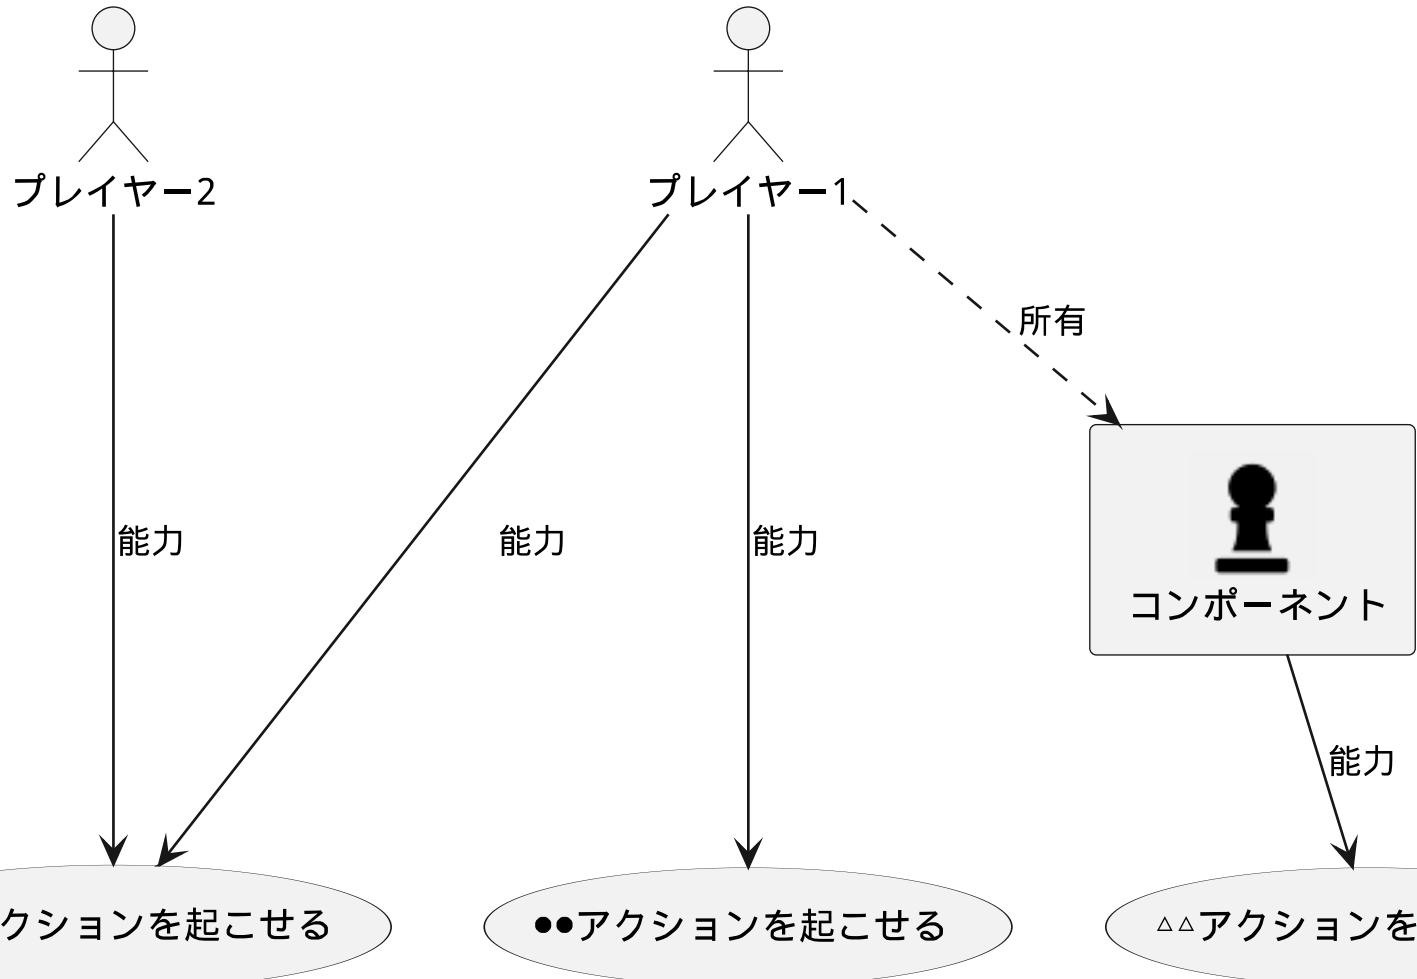 プレイヤー2
プレイヤー1
所有
能力
能力
能力
コンポーネント
能力
クションを起こせる
●●アクションを起こせる
△△アクションを